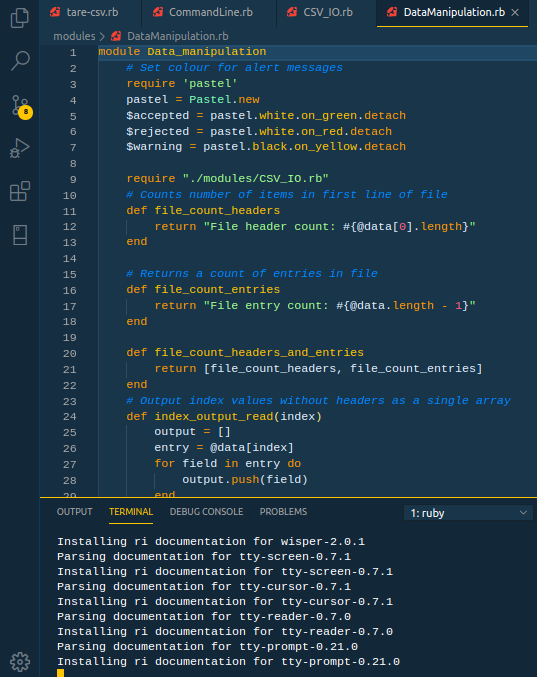 tare-csv.rb CommandLine.rb CSV_IO.rb DataManipulation.rb
modules > DataManipulation.rb
1 module Data_manipulation
2 # Set colour for alert messages
3 require 'pastel'
4 pastel = Pastel.new
5 $accepted = pastel.white.on_green.detach
6 $rejected = pastel.white.on_red.detach
7 $warning = pastel.black.on_yellow.detach
8
9 require "./modules/CSV_IO.rb"
10 # Counts number of items in first line of file
11 def file_count_headers
12 return "File header count: #{@data[0].length}"
13 end
14
15 # Returns a count of entries in file
16 def file_count_entries
17 return "File entry count: #{@data.length - 1}"
18 end
19
20 def file_count_headers_and_entries
21 return [file_count_headers, file_count_entries]
22 end
23 # Output index values without headers as a single array
24 def index_output_read(index)
25 output = []
26 entry = @data[index]
27 for field in entry do
28 output.push(field)
29 end
8
OUTPUT TERMINAL DEBUG CONSOLE PROBLEMS 1: ruby
Installing ri documentation for wisper-2.0.1
Parsing documentation for tty-screen-0.7.1
Installing ri documentation for tty-screen-0.7.1
Parsing documentation for tty-cursor-0.7.1
Installing ri documentation for tty-cursor-0.7.1
Parsing documentation for tty-reader-0.7.0
Installing ri documentation for tty-reader-0.7.0
Parsing documentation for tty-prompt-0.21.0
Installing ri documentation for tty-prompt-0.21.0